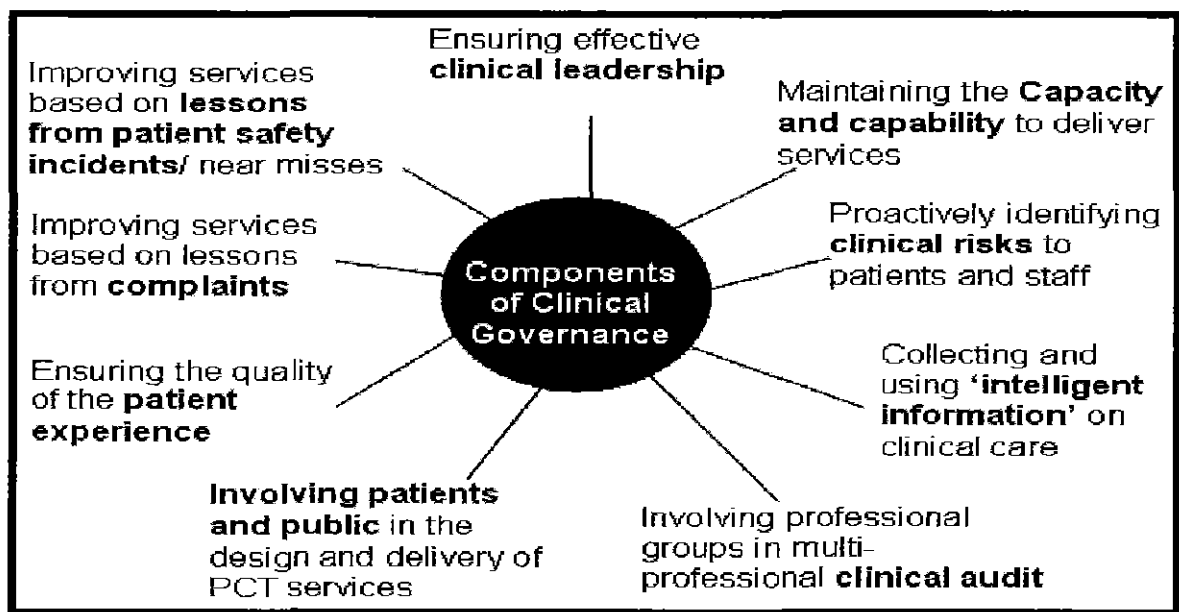 Ensuring effective
clinical leadership
Maintaining the Capacity
and capability to deliver
services
Proactively identifying
clinical risks to
patients and staff
Collecting and
using ‘intelligent
information’ on
clinical care
Involving professional
groups in multi-
professional clinical audit
Involving patients
and public in the
design and delivery of
PCT services
Ensuring the quality
of the patient
experience
Improving services
based on lessons
from complaints
Improving services
based on lessons
from patient safety
incidents/ near misses
Components
of Clinical
Governance